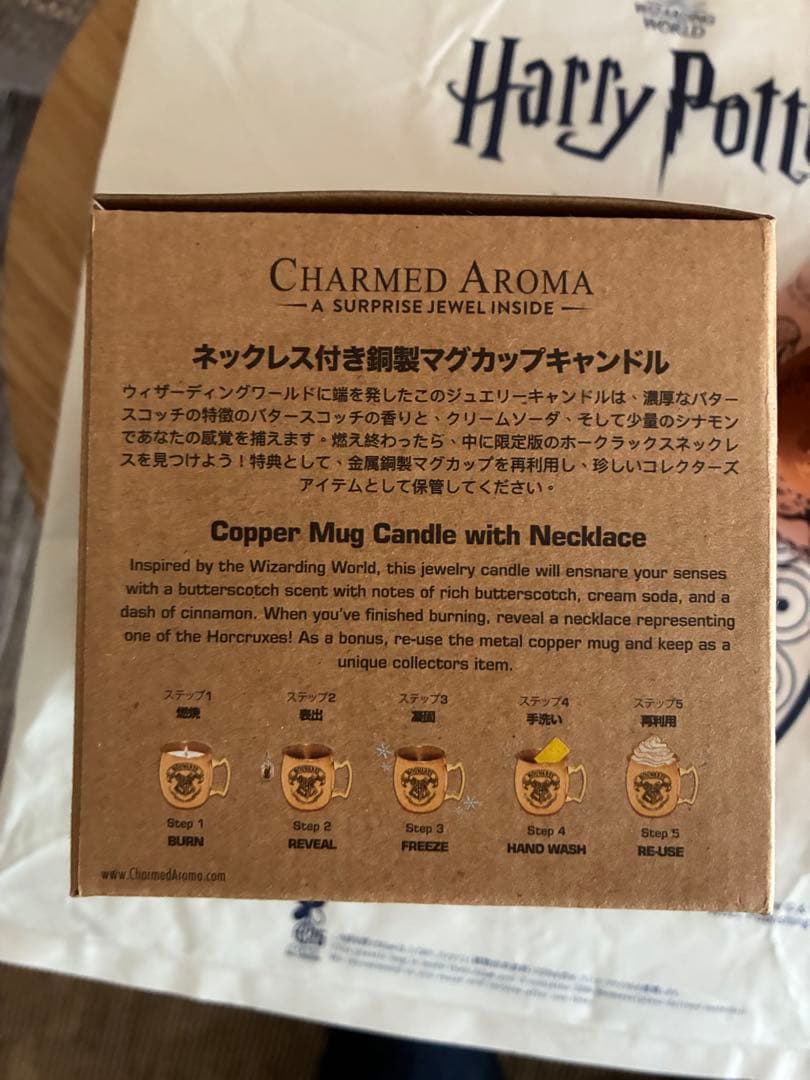 WIZARDING
WORLD
Harry Pott
CHARMED AROMA
A SURPRISE JEWEL INSIDE
ネックレス付き銅製マグカップキャンドル
ウィザーディングワールドに端を発したこのジュエリーキャンドルは、濃厚なバター
スコッチの特徴のバタースコッチの香りと、クリームソーダ、そして少量のシナモン
であなたの感覚を捕えます。燃え終わったら、中に限定版のホークラックスネックレ
スを見つけよう!特典として、金属銅製マグカップを再利用し、珍しいコレクターズ
アイテムとして保管してください。
Copper Mug Candle with Necklace
Inspired by the Wizarding World, this jewelry candle will ensnare your senses
with a butterscotch scent with notes of rich butterscotch, cream soda, and a
dash of cinnamon. When you've finished burning, reveal a necklace representing
one of the Horcruxes! As a bonus, re-use the metal copper mug and keep as a
unique collectors item.
ステップ1 ステップ2 ステップ3 ステップ4 ステップ5
燃焼 表出 凝固 手洗い 再利用
HOGWARTS HOGWARTS HOGWARTS HOGWARTS HOGWARTS
Step 1 Step 2 Step 3 Step 4 Step 5
BURN REVEAL FREEZE HAND WASH RE-USE
www.CharmedAroma.com